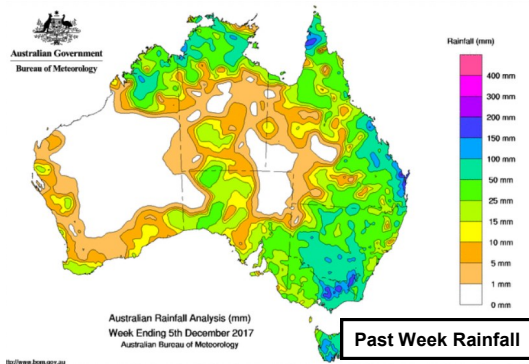 Australian Government
Bureau of Meteorology
Rainfall (mm)
400 mm
300 mm
200 mm
150 mm
100 mm
50 mm
25 mm
15 mm
10 mm
5 mm
1 mm
0 mm
Australian Rainfall Analysis (mm)
Week Ending 5th December 2017
Australian Bureau of Meteorology
Past Week Rainfall